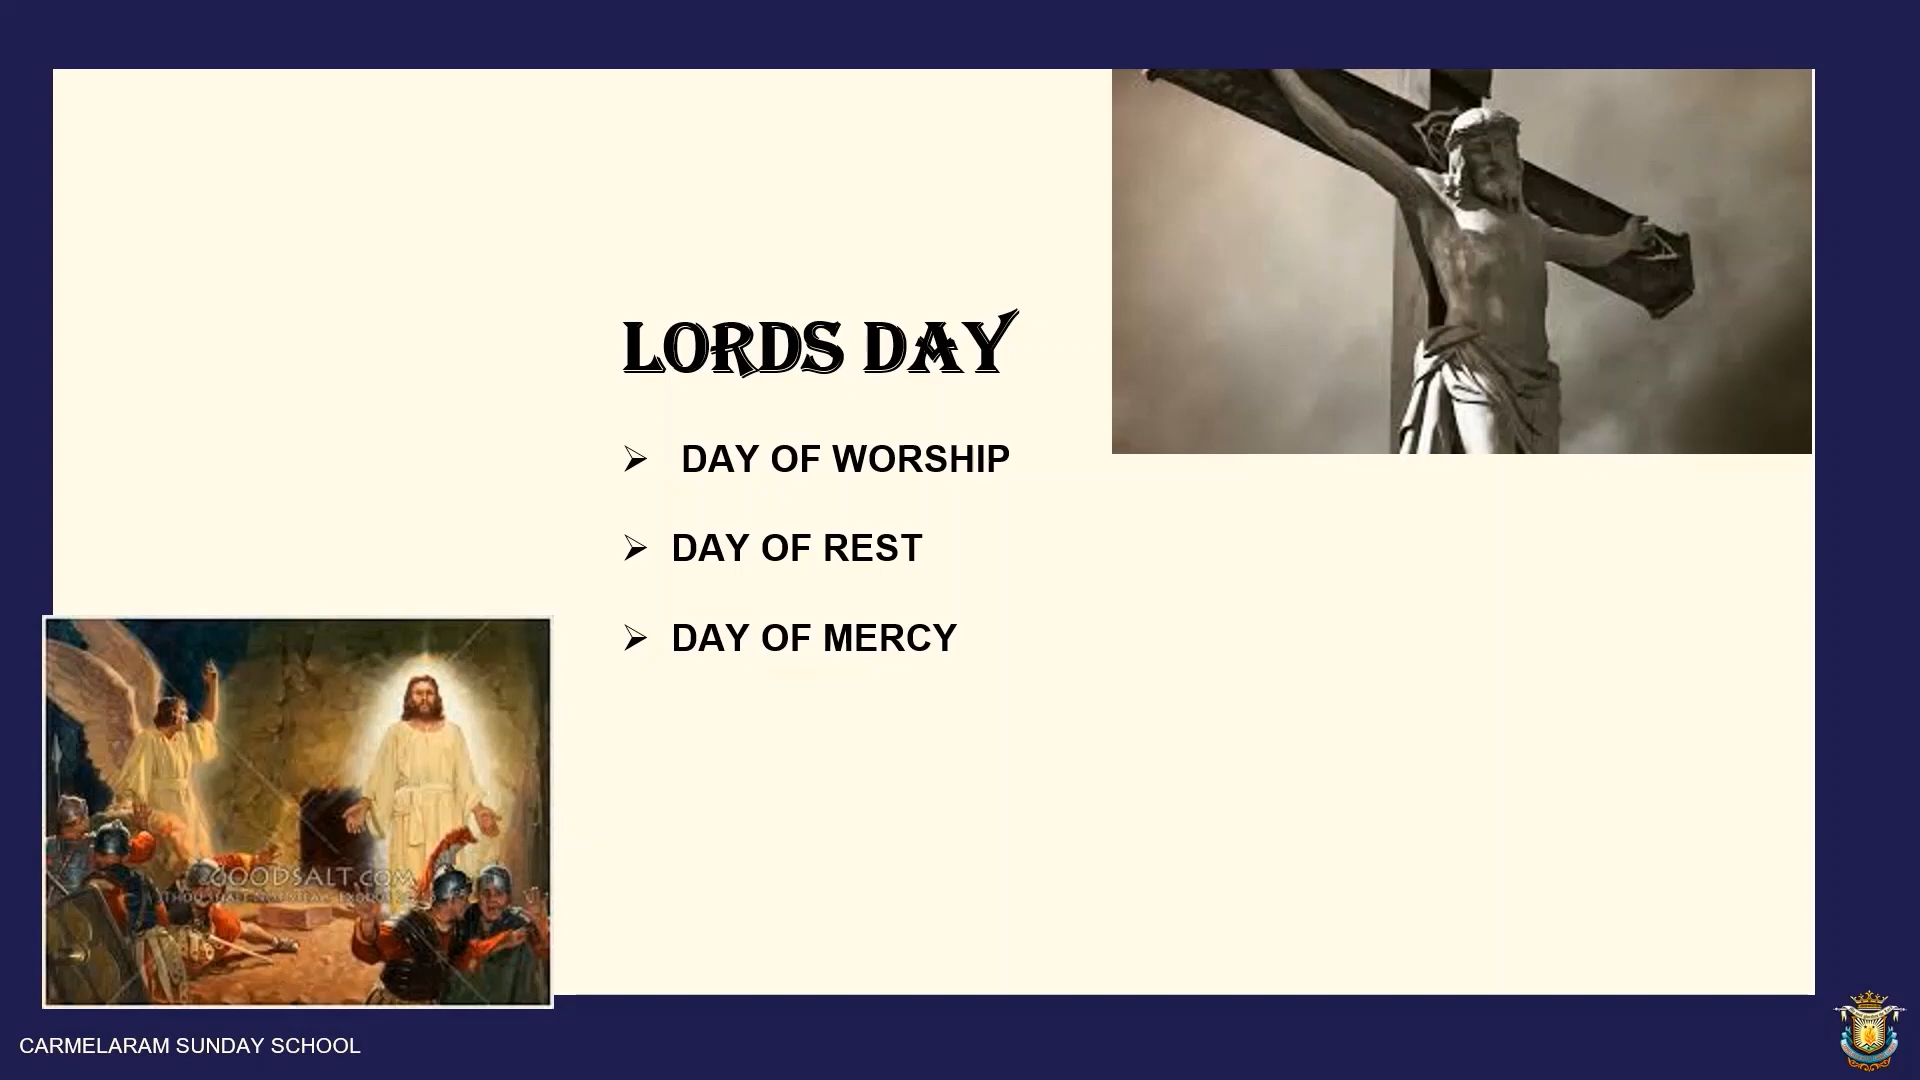 LORDS DAY
DAY OF WORSHIP
DAY OF REST
DAY OF MERCY
GOODSALT.COM
CARMELARAM SUNDAY SCHOOL